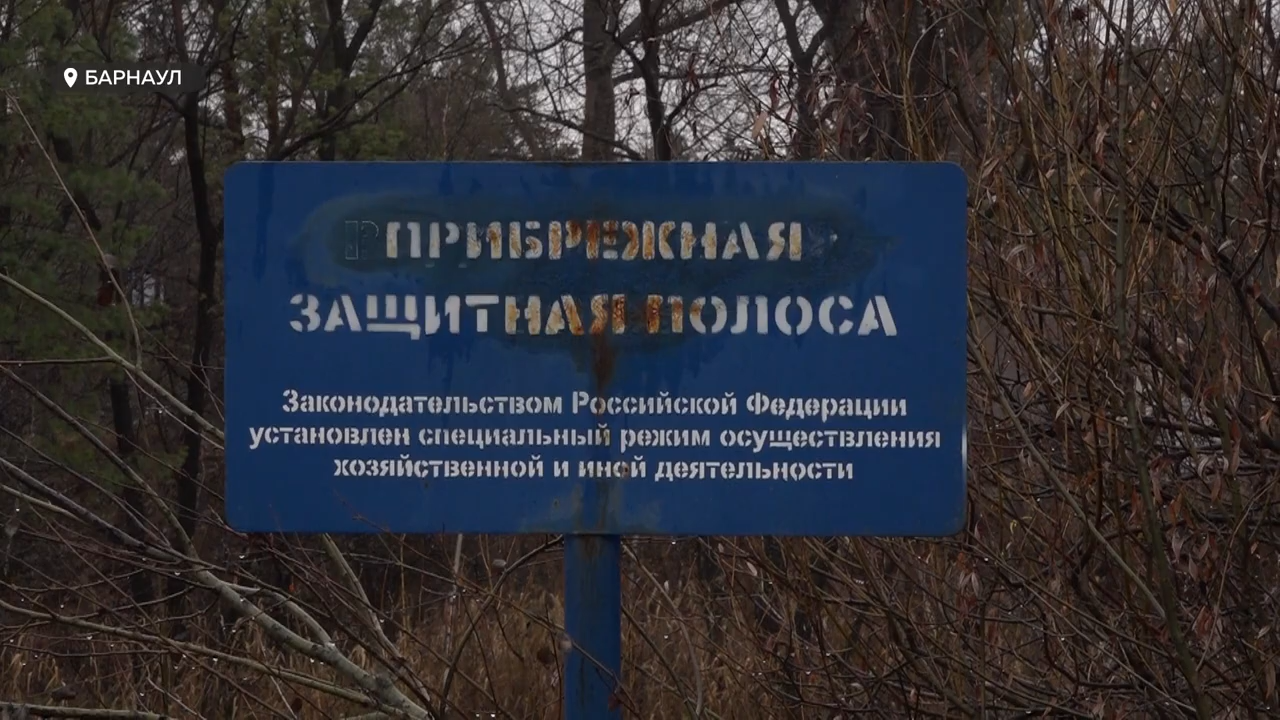 БАРНАУЛ
ПРИБРЕЖНАЯ
ЗАЩИТНАЯ ПОЛОСА
Законодательством Российской Федерации
установлен специальный режим осуществления
хозяйственной и иной деятельности